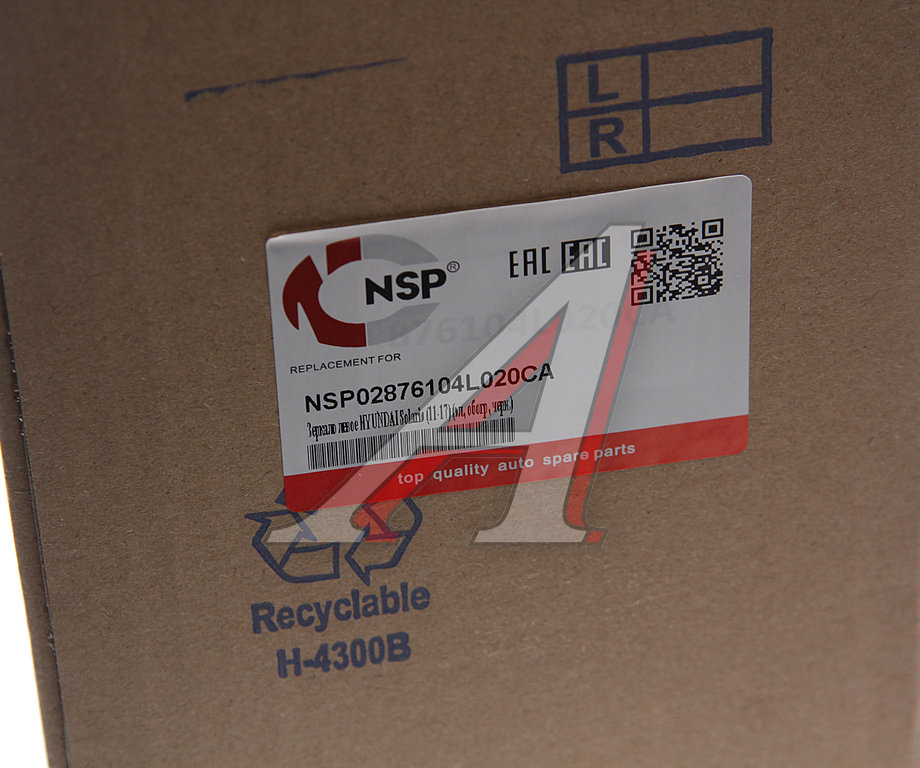 L
R
NSP®
EAC EAC
REPLACEMENT FOR
NSP02876104L020CA
Зеркало левое HYUNDAI Solaris (11-17) (эл, обогр, черн.)
top quality auto spare parts
Recyclable
H-4300B